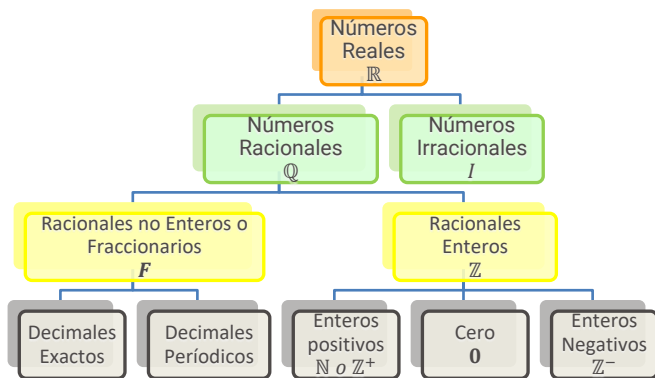 Números
Reales
ℝ
Números
Racionales
ℚ
Números
Irracionales
I
Racionales no Enteros o
Fraccionarios
F
Racionales
Enteros
ℤ
Decimales
Exactos
Decimales
Períodicos
Enteros
positivos
ℕ o ℤ⁺
Cero
0
Enteros
Negativos
ℤ⁻